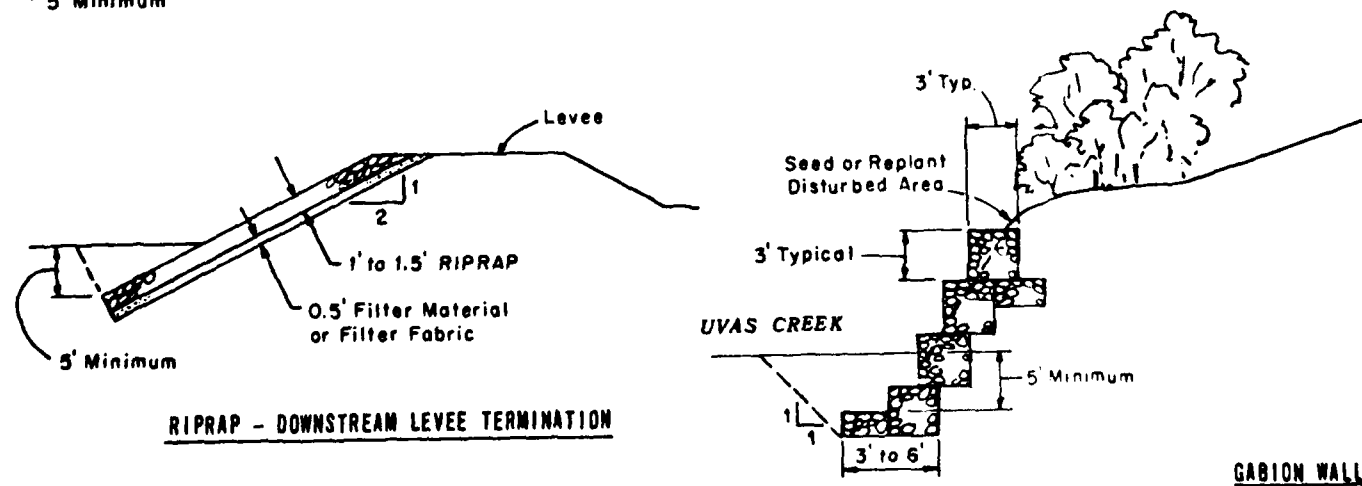 5' Minimum
Levee
1
2
1' to 1.5' RIPRAP
0.5' Filter Material
or Filter Fabric
5' Minimum
RIPRAP - DOWNSTREAM LEVEE TERMINATION
3' Typ.
Seed or Replant
Disturbed Area
3' Typical
UVAS CREEK
5' Minimum
1
1
3' to 6'
GABION WALL